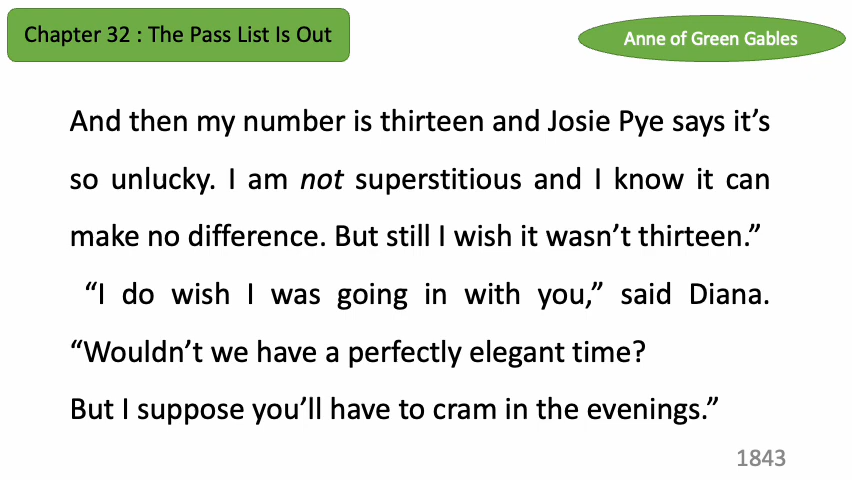 Chapter 32 : The Pass List Is Out
Anne of Green Gables
And then my number is thirteen and Josie Pye says it’s
so unlucky. I am not superstitious and I know it can
make no difference. But still I wish it wasn’t thirteen.”
“I do wish I was going in with you,” said Diana.
“Wouldn’t we have a perfectly elegant time?
But I suppose you’ll have to cram in the evenings.”
1843